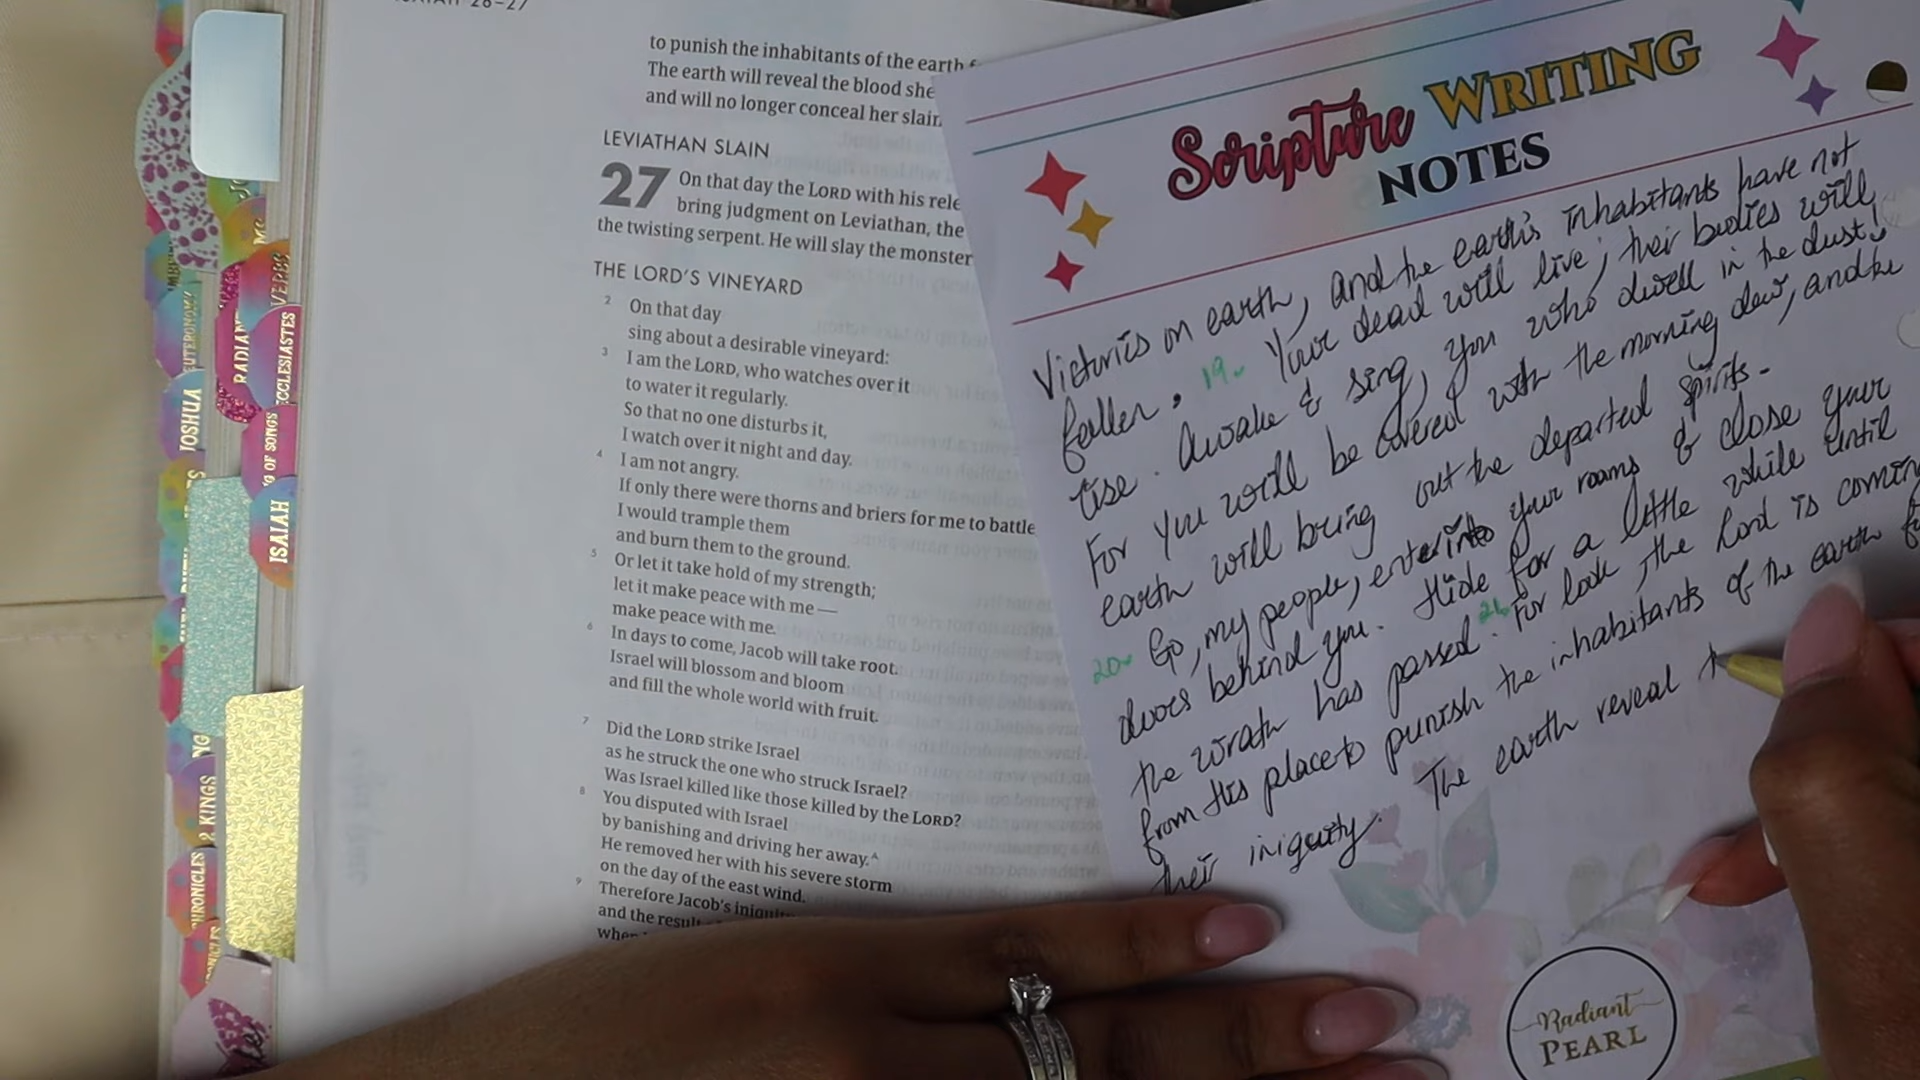 ISAIAH 26–27
to punish the inhabitants of the earth
The earth will reveal the blood she
and will no longer conceal her slain
LEVIATHAN SLAIN
27 On that day the LORD with his
bring judgment on Leviathan, the
the twisting serpent. He will slay the monster
THE LORD'S VINEYARD
2 On that day
sing about a desirable vineyard:
3 I am the LORD, who watches over it
to water it regularly.
So that no one disturbs it,
I watch over it night and day.
4 I am not angry.
If only there were thorns and briers for me to battle
I would trample them
and burn them to the ground.
5 Or let it take hold of my strength;
let it make peace with me —
make peace with me.
6 In days to come, Jacob will take root.
Israel will blossom and bloom
and fill the whole world with fruit.
7 Did the LORD strike Israel
as he struck the one who struck Israel?
Was Israel killed like those killed by the LORD?
8 You disputed with Israel
by banishing and driving her away.ᴬ
He removed her with his severe storm
on the day of the east wind.
9 Therefore Jacob's
and the result
Scripture WRITING
NOTES
Victories on earth, and the earth's inhabitants have not
fallen. 19. Your dead will live; their bodies will
rise. Awake & sing, you who dwell in the dust!
For you will be covered with the morning dew, and the
earth will bring out the departed spirits.
20 Go, my people, enter into your rooms & close your
doors behind you. Hide for a little while until
the wrath has passed. For look, the Lord is coming
from His place to punish the inhabitants of the earth
their iniquity. The earth reveal
Radiant
PEARL
JOSHUA
RADIAN
ECCLESIASTES
ISAIAH
2 KINGS